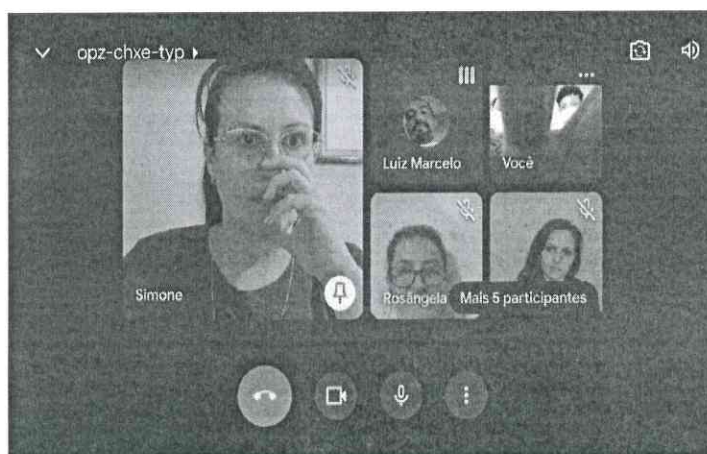 opz-chxe-typ
Luiz Marcelo
Você
Simone
Rosângela
Mais 5 participantes